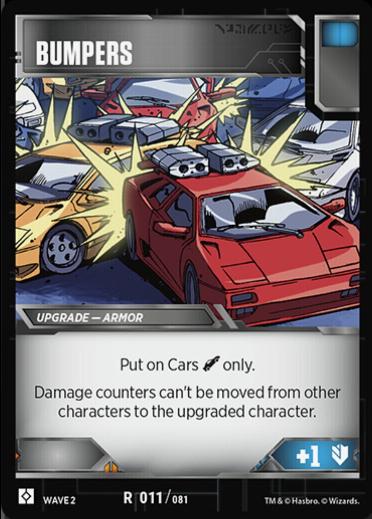 BUMPERS
UPGRADE — ARMOR
Put on Cars only.
Damage counters can't be moved from other
characters to the upgraded character.
+1
WAVE 2 R 011/081 TM & © Hasbro. © Wizards.